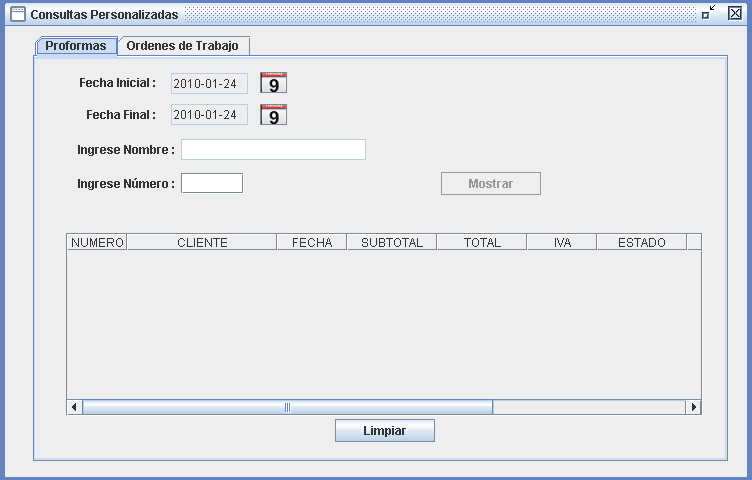 Consultas Personalizadas
Proformas Ordenes de Trabajo
Fecha Inicial : 2010-01-24 9
Fecha Final : 2010-01-24 9
Ingrese Nombre :
Ingrese Número : Mostrar
NUMERO CLIENTE FECHA SUBTOTAL TOTAL IVA ESTADO
Limpiar